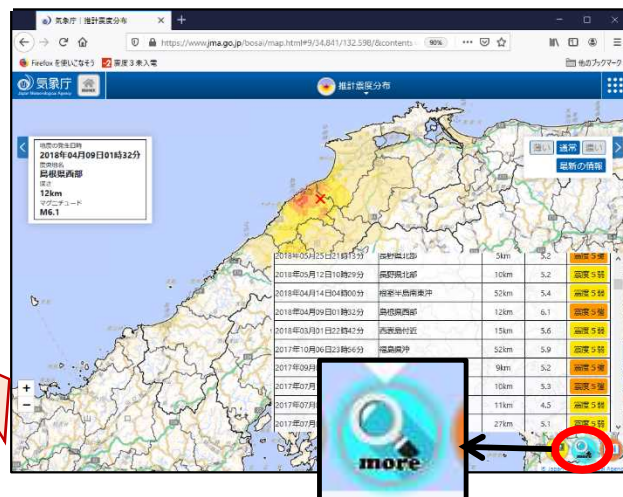 気象庁 | 推計震度分布
https://www.jma.go.jp/bosai/map.html#9/34.841/132.598/&contents
90%
Firefox を使いこなそう
震度３未入電
他のブックマーク
気象庁
Japan Meteorological Agency
推計震度分布
地震の発生日時
2018年04月09日01時32分
震央地名
島根県西部
深さ
12km
マグニチュード
M6.1
薄い 通常 濃い
最新の情報
2018年05月25日21時13分 長野県北部 5km 5.2 震度５強
2018年05月12日10時29分 長野県北部 10km 5.2 震度５弱
2018年04月14日04時00分 根室半島南東沖 52km 5.4 震度５弱
2018年04月09日01時32分 島根県西部 12km 6.1 震度５強
2018年03月01日22時42分 西表島付近 15km 5.6 震度５弱
2017年10月06日23時56分 福島県沖 52km 5.9 震度５弱
2017年09月 9km 5.2 震度５強
2017年07月 10km 5.3 震度５強
2017年07月 11km 4.5 震度５弱
2017年07月 27km 5.1
+
−
山 口
more